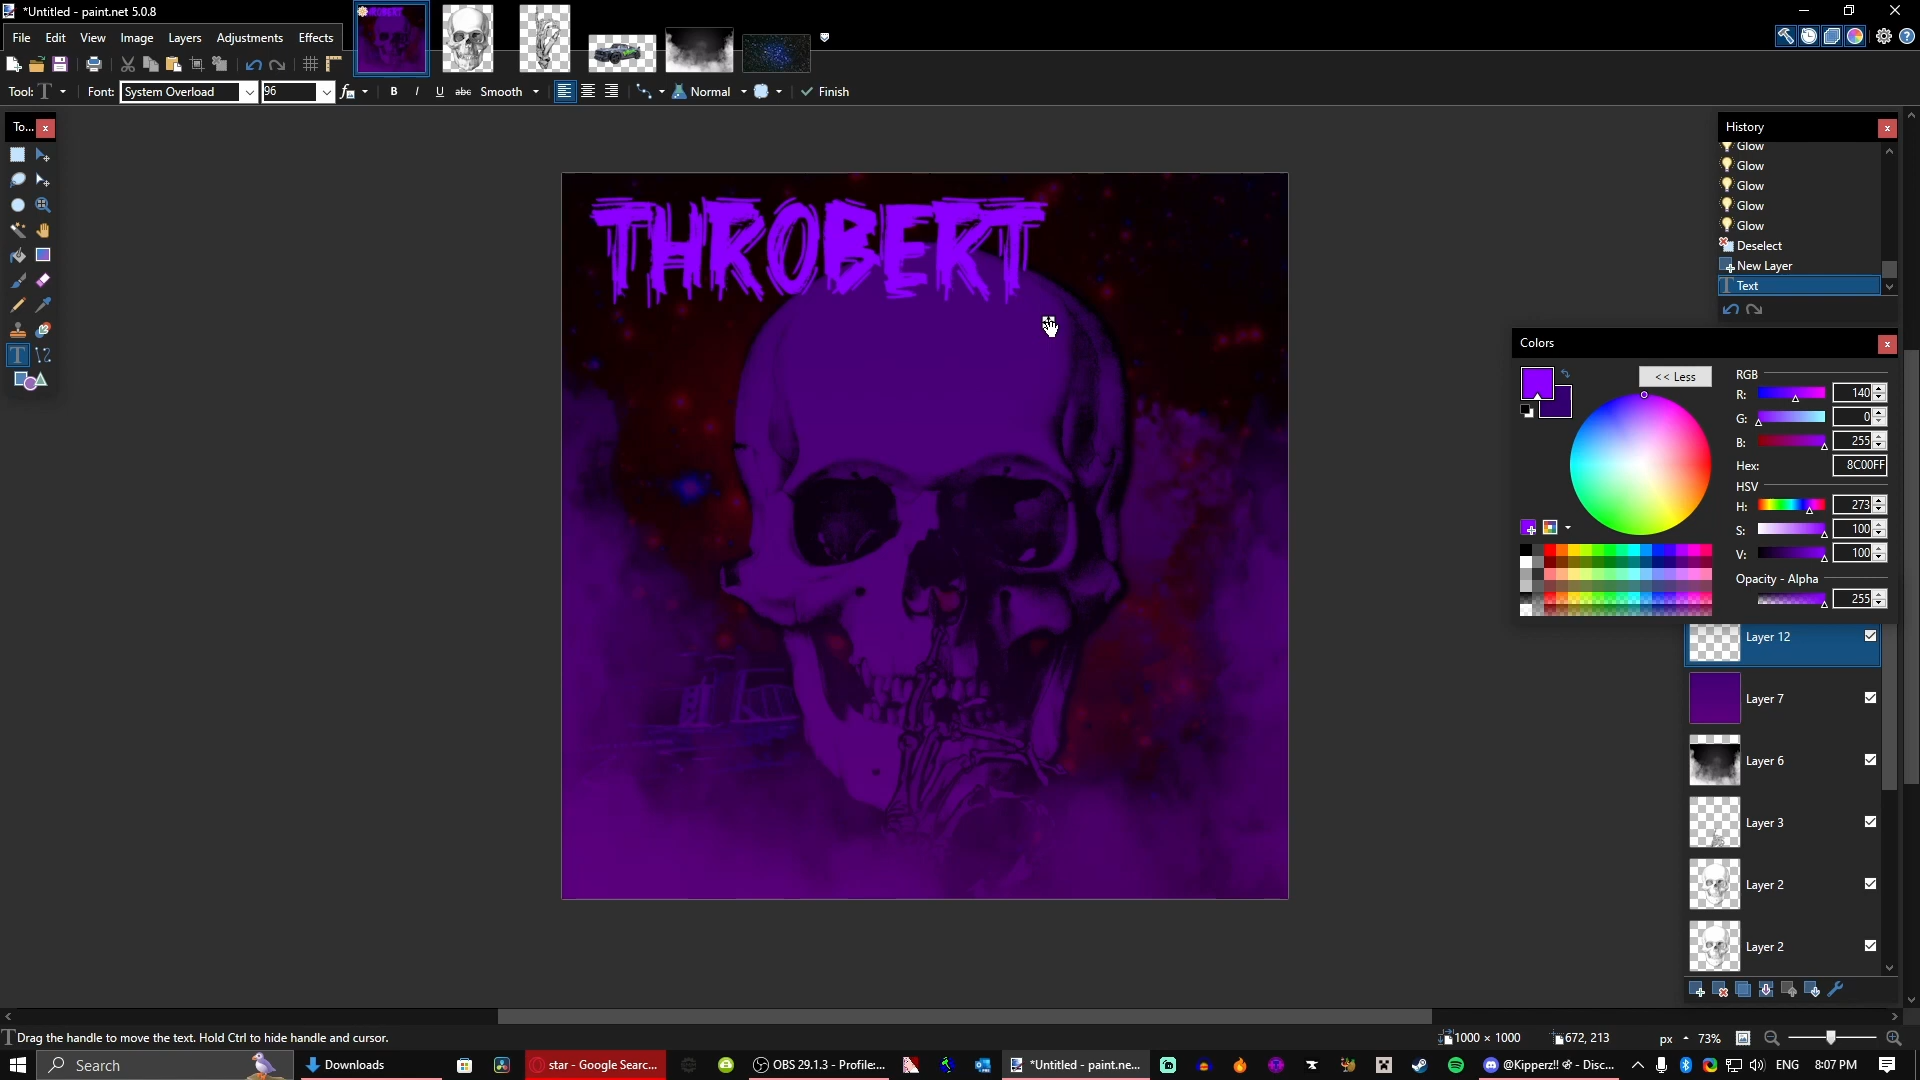 *Untitled - paint.net 5.0.8
File Edit View Image Layers Adjustments Effects
Tool: T Font: System Overload 96 fx B I U abc Smooth Normal Finish
To...
THROBERT
History
Glow
Glow
Glow
Glow
Glow
Deselect
New Layer
Text
Colors
<< Less
RGB
R: 140
G: 0
B: 255
Hex: 8C00FF
HSV
H: 273
S: 100
V: 100
Opacity - Alpha
255
Layer 12
Layer 7
Layer 6
Layer 3
Layer 2
Layer 2
Drag the handle to move the text. Hold Ctrl to hide handle and cursor.
1000 × 1000 672, 213 px 73%
Search Downloads star - Google Searc... OBS 29.1.3 - Profile:... *Untitled - paint.ne... @Kipperz!! - Disc... ENG 8:07 PM